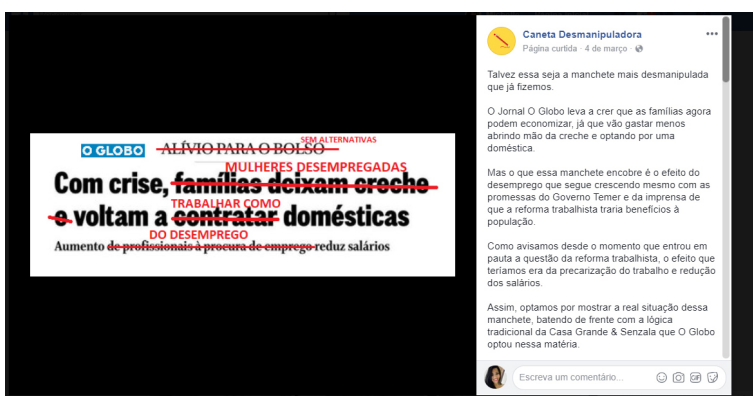 SEM ALTERNATIVAS
O GLOBO ALÍVIO PARA O BOLSO
MULHERES DESEMPREGADAS
Com crise, famílias deixam creche
TRABALHAR COMO
e voltam a contratar domésticas
DO DESEMPREGO
Aumento de profissionais à procura de emprego reduz salários
Caneta Desmanipuladora
Página curtida · 4 de março ·
Talvez essa seja a manchete mais desmanipulada
que já fizemos.
O Jornal O Globo leva a crer que as famílias agora
podem economizar, já que vão gastar menos
abrindo mão da creche e optando por uma
doméstica.
Mas o que essa manchete encobre é o efeito do
desemprego que segue crescendo mesmo com as
promessas do Governo Temer e da imprensa de
que a reforma trabalhista traria benefícios à
população.
Como avisamos desde o momento que entrou em
pauta a questão da reforma trabalhista, o efeito que
teríamos era da precarização do trabalho e redução
dos salários.
Assim, optamos por mostrar a real situação dessa
manchete, batendo de frente com a lógica
tradicional da Casa Grande & Senzala que O Globo
optou nessa matéria.
Escreva um comentário...
GIF